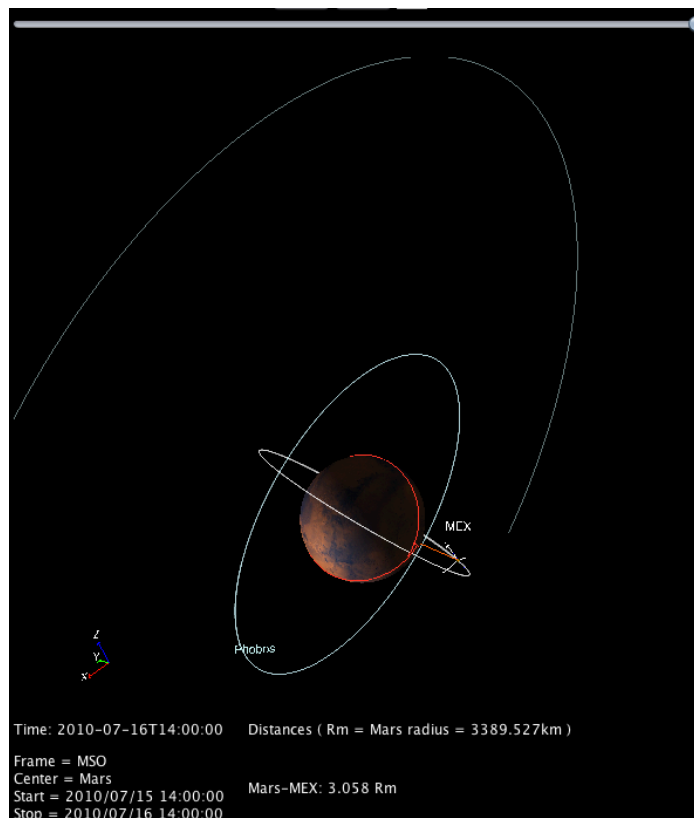 MEX
Z
Y
X
Phobos
Time: 2010-07-16T14:00:00
Distances ( Rm = Mars radius = 3389.527km )
Frame = MSO
Center = Mars
Start = 2010/07/15 14:00:00
Stop = 2010/07/16 14:00:00
Mars-MEX: 3.058 Rm